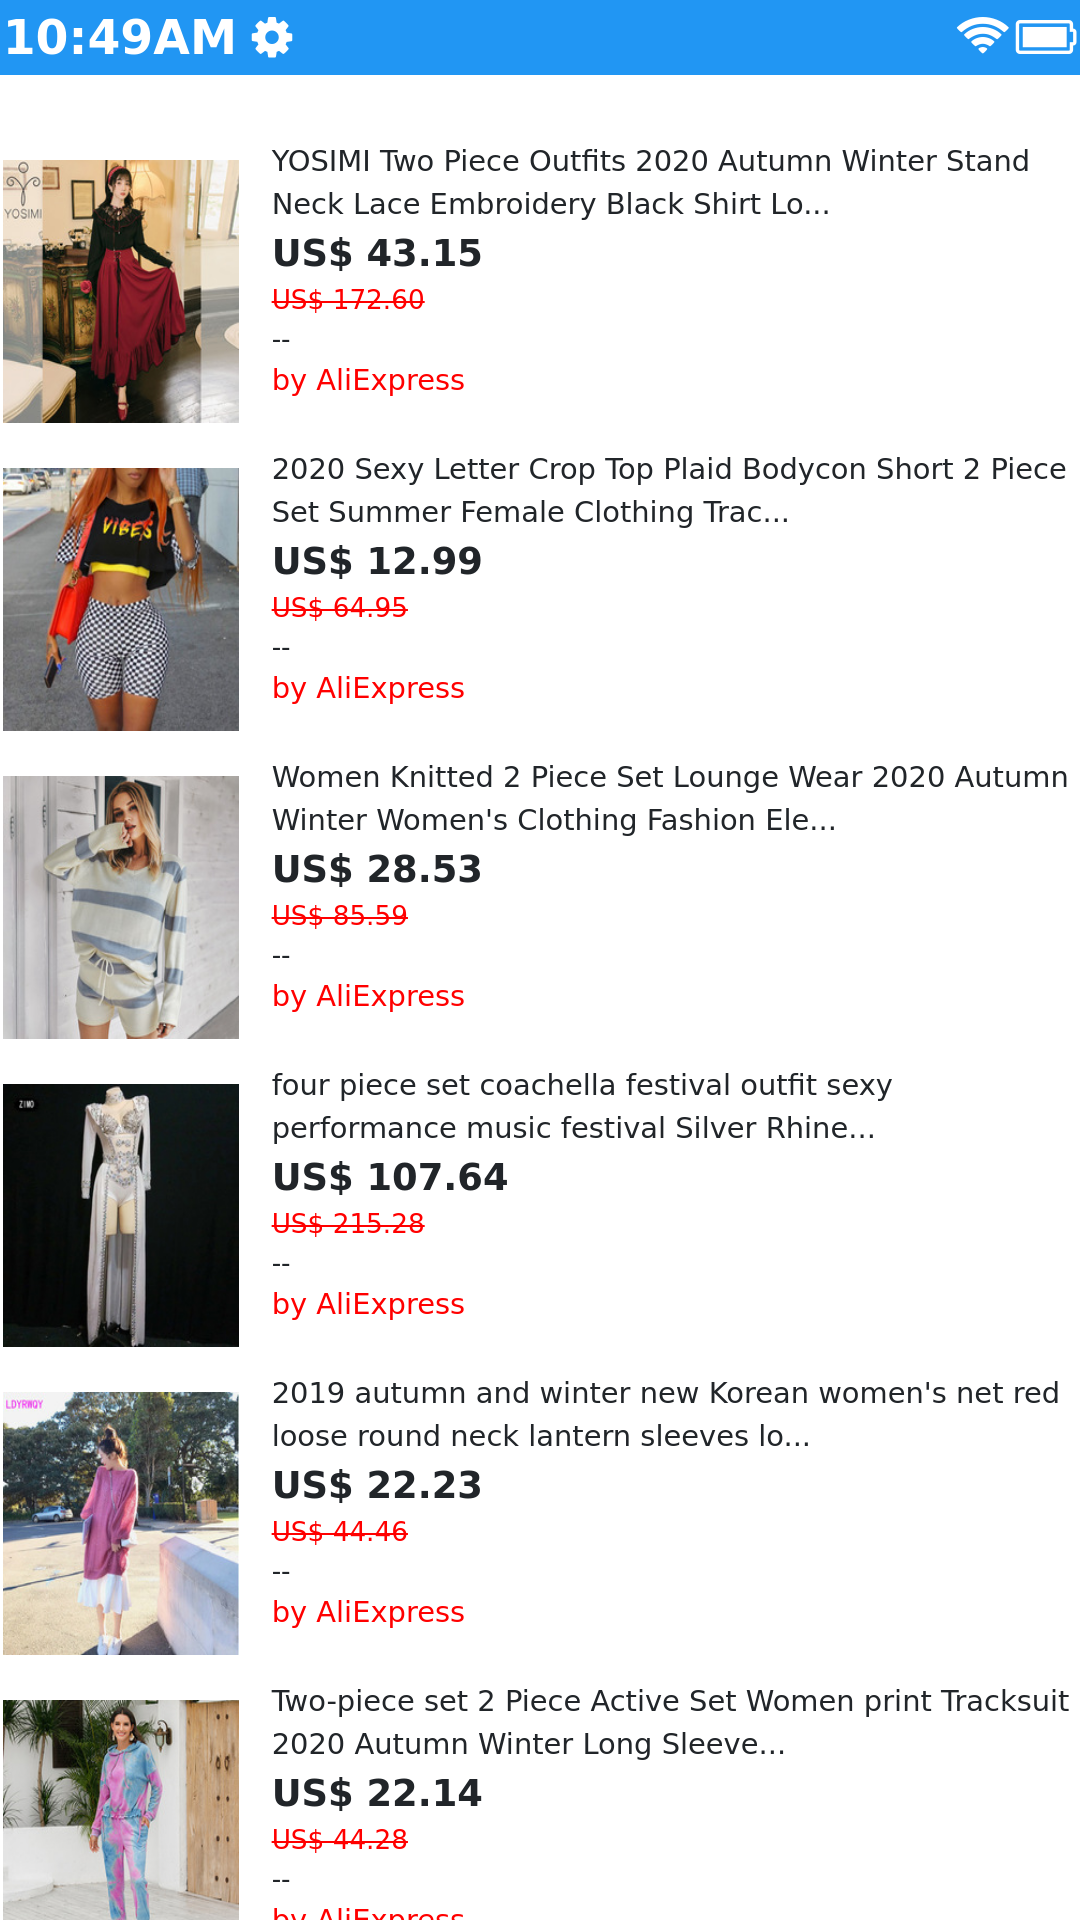 10:49AM
YOSIMI Two Piece Outfits 2020 Autumn Winter Stand
Neck Lace Embroidery Black Shirt Lo...
US$ 43.15
US$ 172.60
--
by AliExpress
YOSIMI
2020 Sexy Letter Crop Top Plaid Bodycon Short 2 Piece
Set Summer Female Clothing Trac...
US$ 12.99
US$ 64.95
--
by AliExpress
VIBES
Women Knitted 2 Piece Set Lounge Wear 2020 Autumn
Winter Women's Clothing Fashion Ele...
US$ 28.53
US$ 85.59
--
by AliExpress
four piece set coachella festival outfit sexy
performance music festival Silver Rhine...
US$ 107.64
US$ 215.28
--
by AliExpress
ZIMO
2019 autumn and winter new Korean women's net red
loose round neck lantern sleeves lo...
US$ 22.23
US$ 44.46
--
by AliExpress
LDYRWQY
Two-piece set 2 Piece Active Set Women print Tracksuit
2020 Autumn Winter Long Sleeve...
US$ 22.14
US$ 44.28
--
by AliExpress